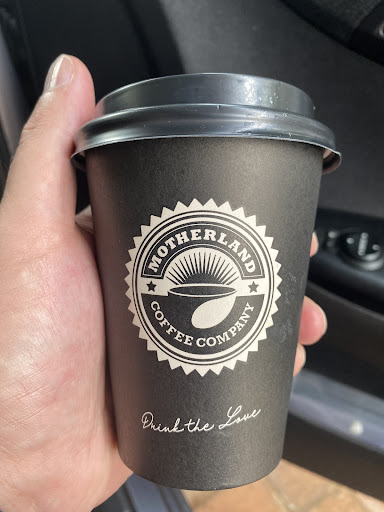 MOTHERLAND
COFFEE COMPANY
Drink the Love